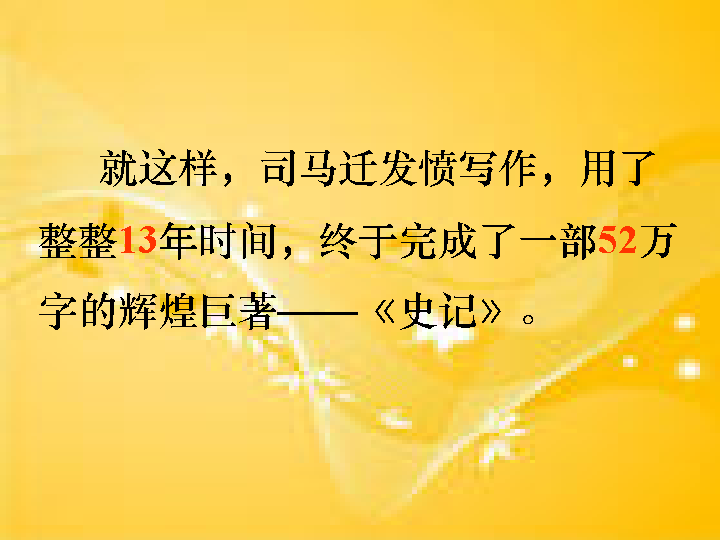 就这样，司马迁发愤写作，用了
整整13年时间，终于完成了一部52万
字的辉煌巨著——《史记》。